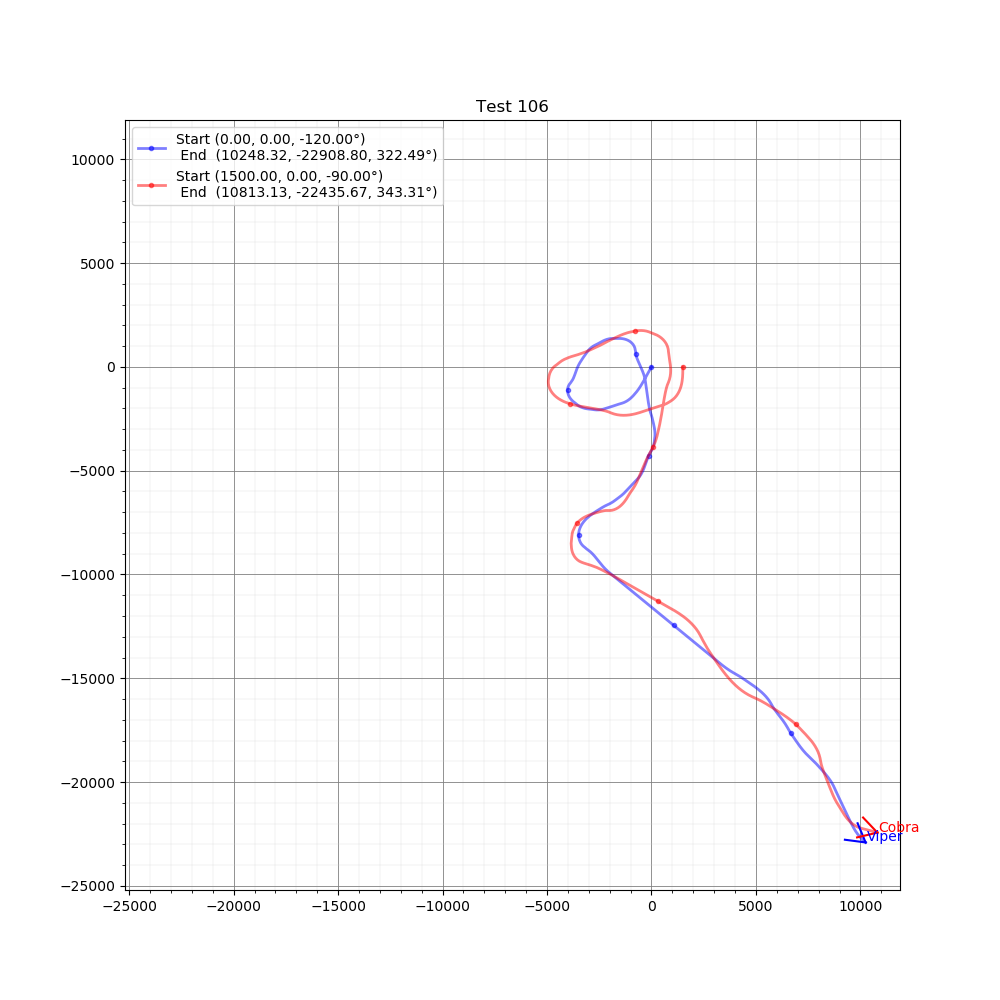 Test 106
Start (0.00, 0.00, -120.00°)
End  (10248.32, -22908.80, 322.49°)
Start (1500.00, 0.00, -90.00°)
End  (10813.13, -22435.67, 343.31°)
10000
5000
0
−5000
−10000
−15000
−20000
−25000
Cobra
Viper
−25000 −20000 −15000 −10000 −5000 0 5000 10000